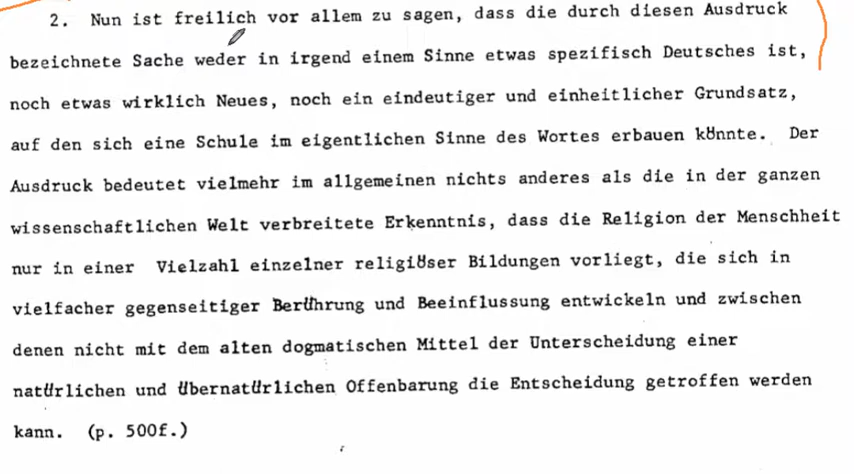 2. Nun ist freilich vor allem zu sagen, dass die durch diesen Ausdruck
bezeichnete Sache weder in irgend einem Sinne etwas spezifisch Deutsches ist,
noch etwas wirklich Neues, noch ein eindeutiger und einheitlicher Grundsatz,
auf den sich eine Schule im eigentlichen Sinne des Wortes erbauen könnte. Der
Ausdruck bedeutet vielmehr im allgemeinen nichts anderes als die in der ganzen
wissenschaftlichen Welt verbreitete Erkenntnis, dass die Religion der Menschheit
nur in einer Vielzahl einzelner religiöser Bildungen vorliegt, die sich in
vielfacher gegenseitiger Berührung und Beeinflussung entwickeln und zwischen
denen nicht mit dem alten dogmatischen Mittel der Unterscheidung einer
natürlichen und übernatürlichen Offenbarung die Entscheidung getroffen werden
kann. (p. 500f.)